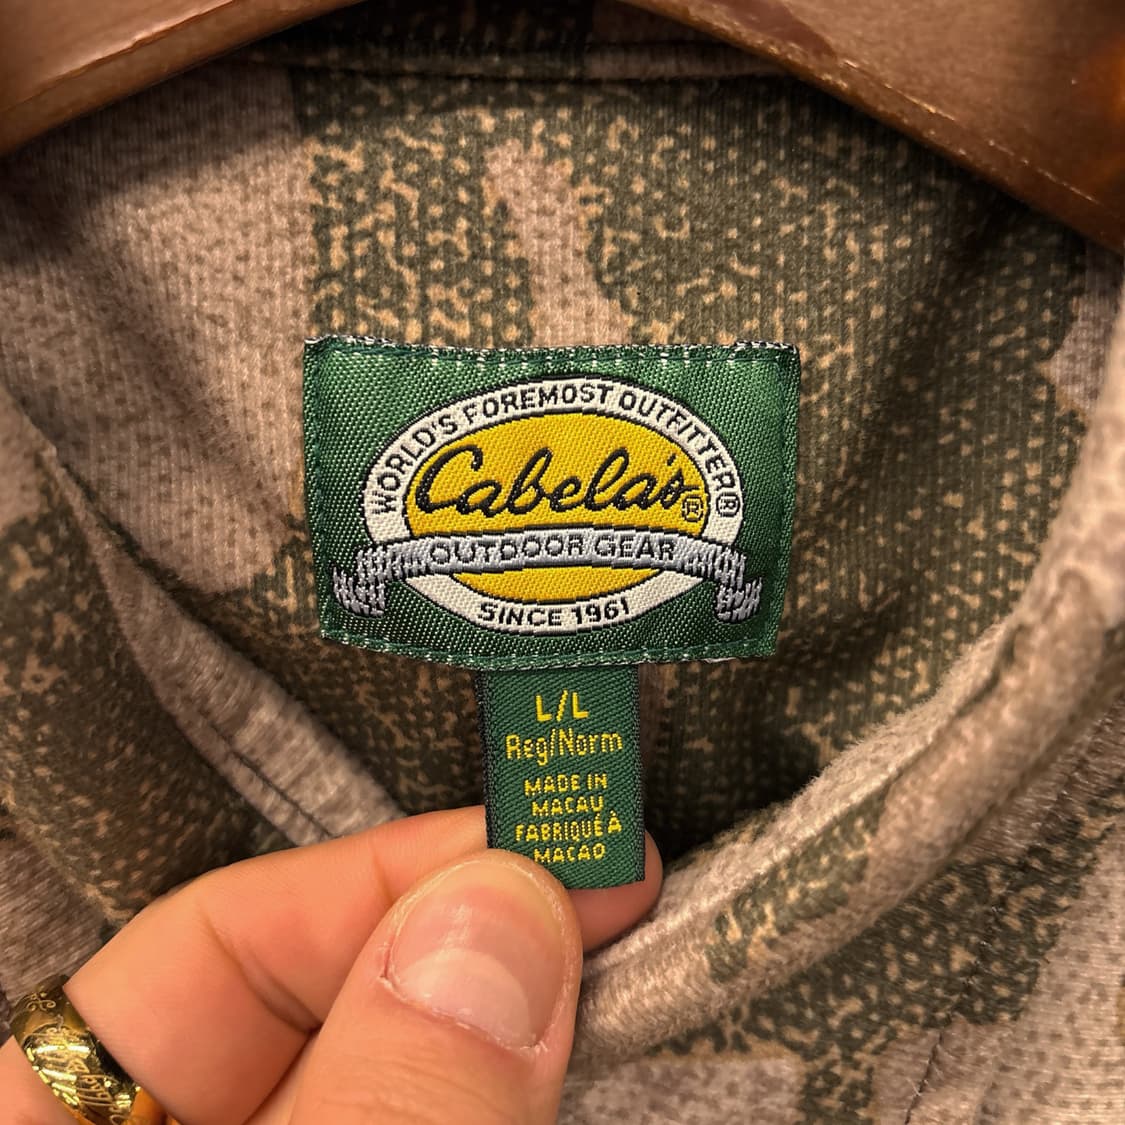 WORLD'S FOREMOST OUTFITTER®
Cabela's®
OUTDOOR GEAR
SINCE 1961
L/L
Reg/Norm
MADE IN
MACAU
FABRIQUÉ À
MACAO